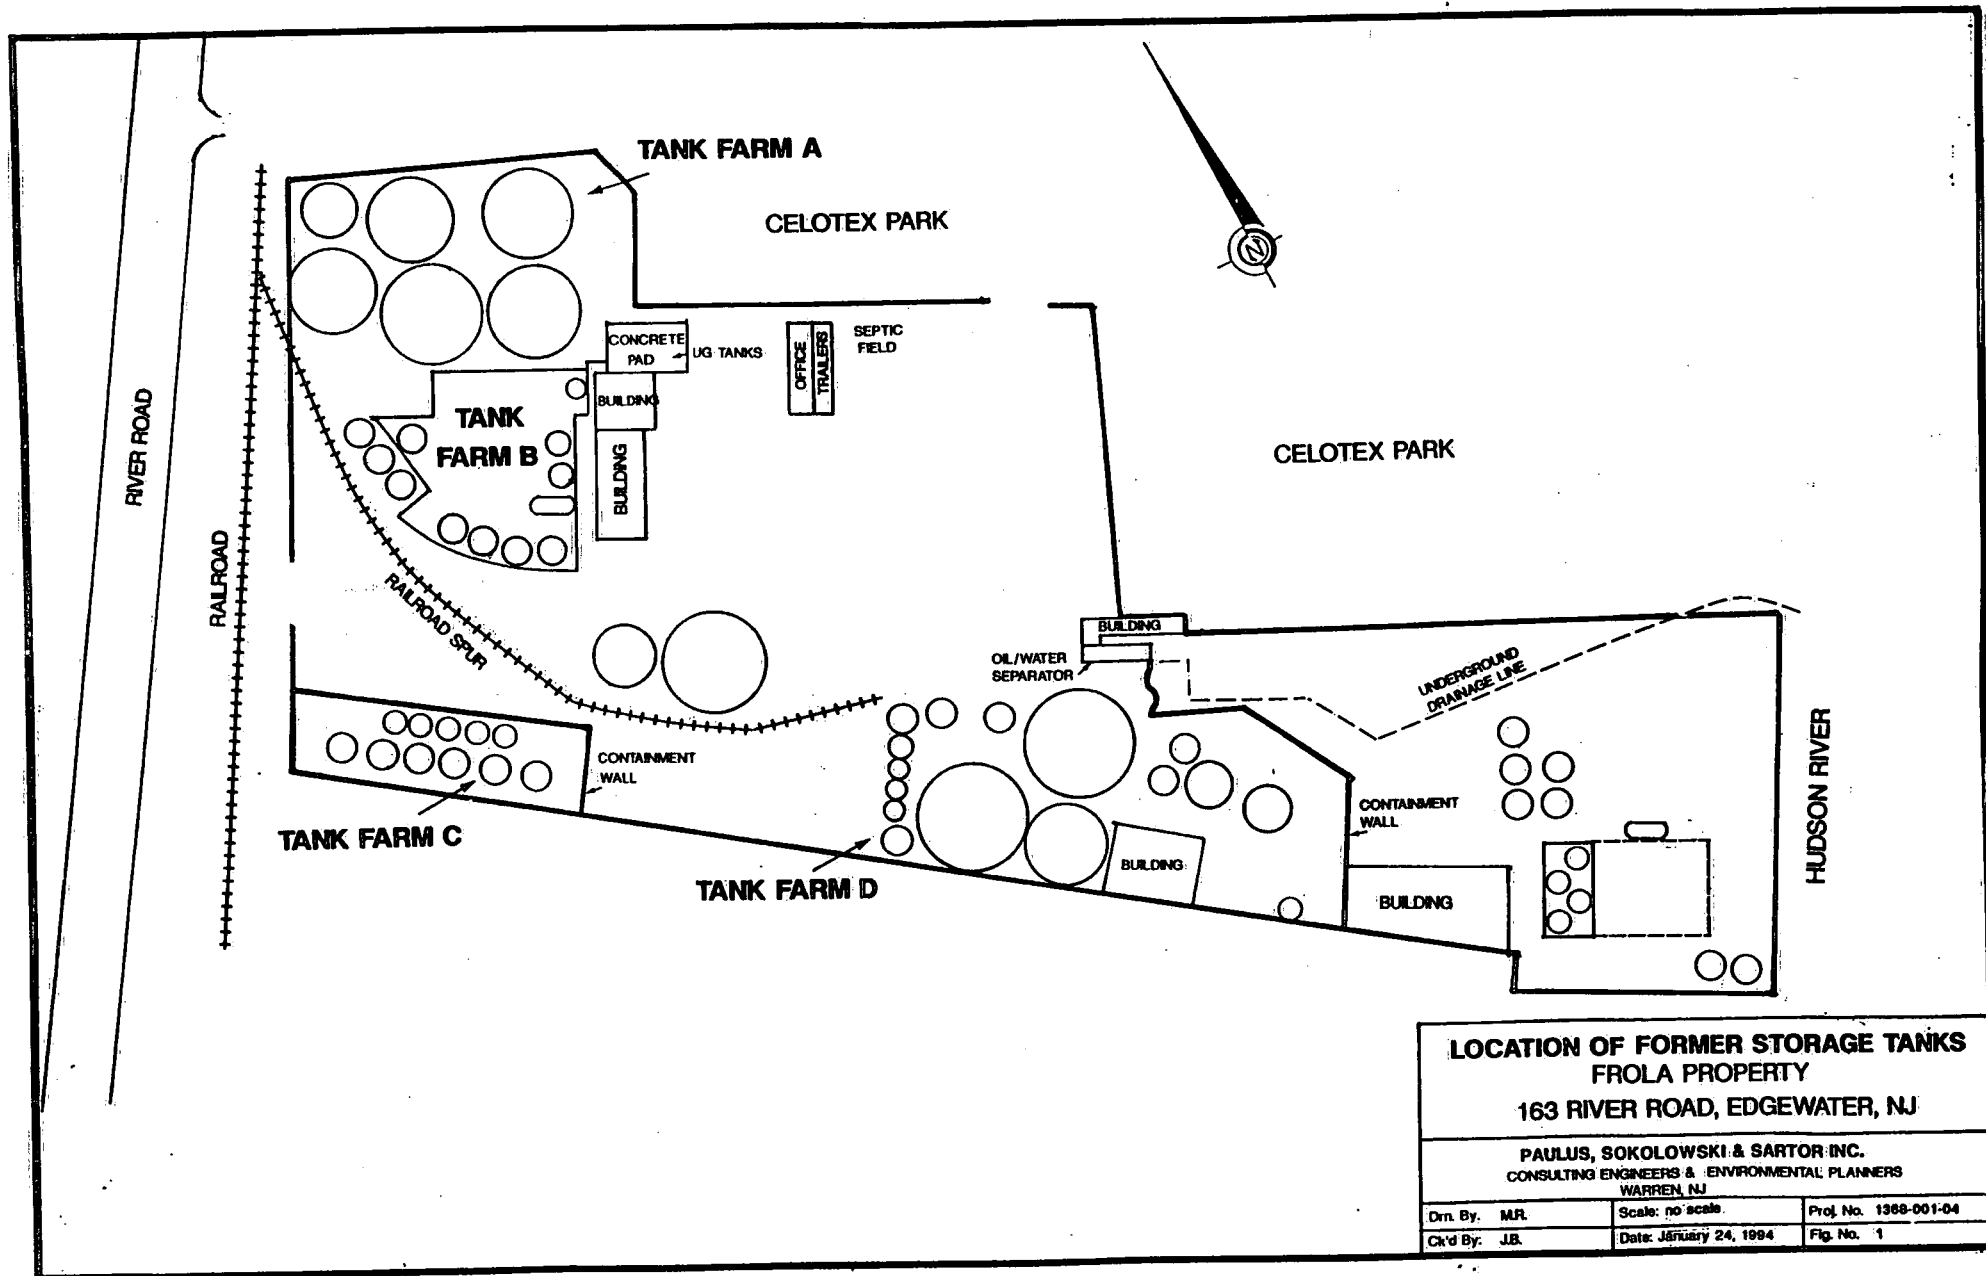 TANK FARM A
CELOTEX PARK
N
CONCRETE
PAD
UG TANKS
OFFICE
TRAILERS
SEPTIC
FIELD
BUILDING
TANK
FARM B
BUILDING
RIVER ROAD
RAILROAD
RAILROAD SPUR
CELOTEX PARK
BUILDING
OIL/WATER
SEPARATOR
UNDERGROUND
DRAINAGE LINE
HUDSON RIVER
CONTAINMENT
WALL
TANK FARM C
CONTAINMENT
WALL
TANK FARM D
BUILDING
BUILDING
LOCATION OF FORMER STORAGE TANKS
FROLA PROPERTY
163 RIVER ROAD, EDGEWATER, NJ
PAULUS, SOKOLOWSKI & SARTOR INC.
CONSULTING ENGINEERS & ENVIRONMENTAL PLANNERS
WARREN, NJ
Drn. By. M.R. Scale: no scale Proj. No. 1368-001-04
Ck'd By: J.B. Date: January 24, 1994 Fig. No. 1